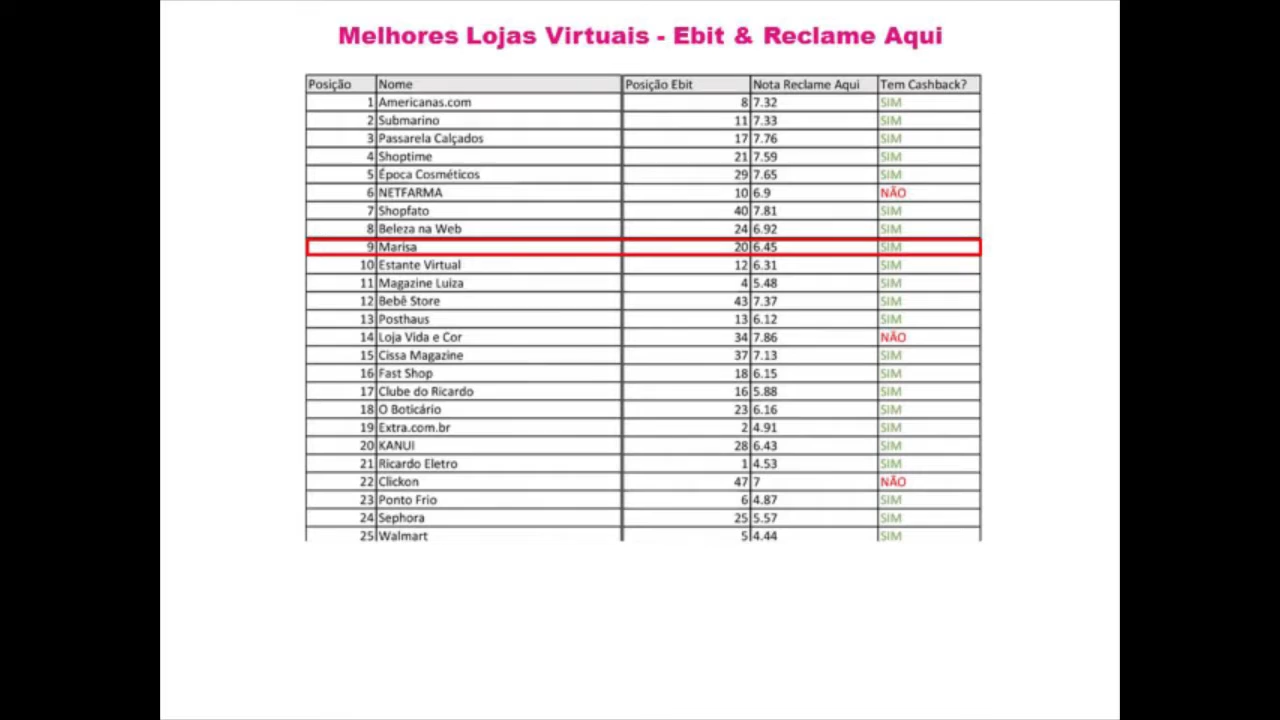 Melhores Lojas Virtuais - Ebit & Reclame Aqui
Posição Nome Posição Ebit Nota Reclame Aqui Tem Cashback?
1 Americanas.com 8 7.32 SIM
2 Submarino 11 7.33 SIM
3 Passarela Calçados 17 7.76 SIM
4 Shoptime 21 7.59 SIM
5 Época Cosméticos 29 7.65 SIM
6 NETFARMA 10 6.9 NÃO
7 Shopfato 40 7.81 SIM
8 Beleza na Web 24 6.92 SIM
9 Marisa 20 6.45 SIM
10 Estante Virtual 12 6.31 SIM
11 Magazine Luiza 4 5.48 SIM
12 Bebê Store 43 7.37 SIM
13 Posthaus 13 6.12 SIM
14 Loja Vida e Cor 34 7.86 NÃO
15 Cissa Magazine 37 7.13 SIM
16 Fast Shop 18 6.15 SIM
17 Clube do Ricardo 16 5.88 SIM
18 O Boticário 23 6.16 SIM
19 Extra.com.br 2 4.91 SIM
20 KANUI 28 6.43 SIM
21 Ricardo Eletro 1 4.53 SIM
22 Clickon 47 7 NÃO
23 Ponto Frio 6 4.87 SIM
24 Sephora 25 5.57 SIM
25 Walmart 5 4.44 SIM